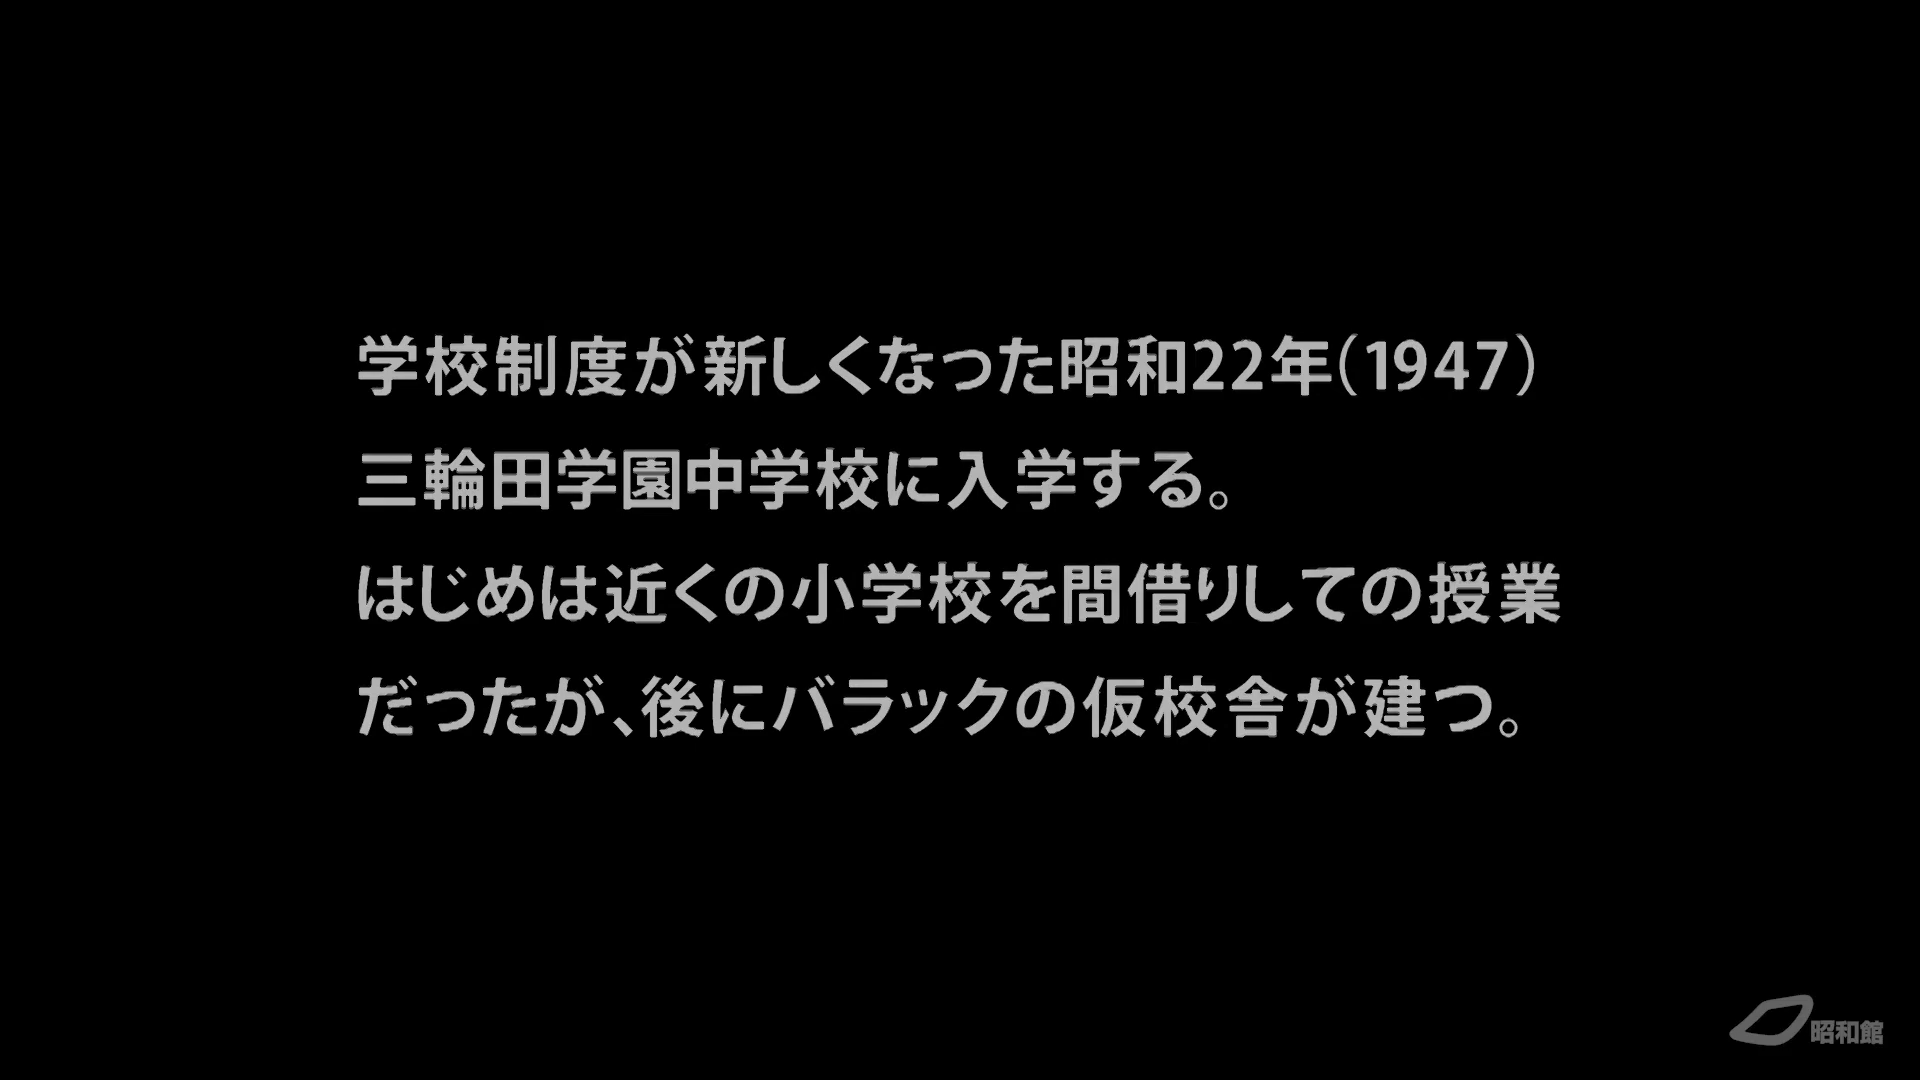 学校制度が新しくなった昭和22年(1947)
三輪田学園中学校に入学する。
はじめは近くの小学校を間借りしての授業
だったが、後にバラックの仮校舎が建つ。
昭和館